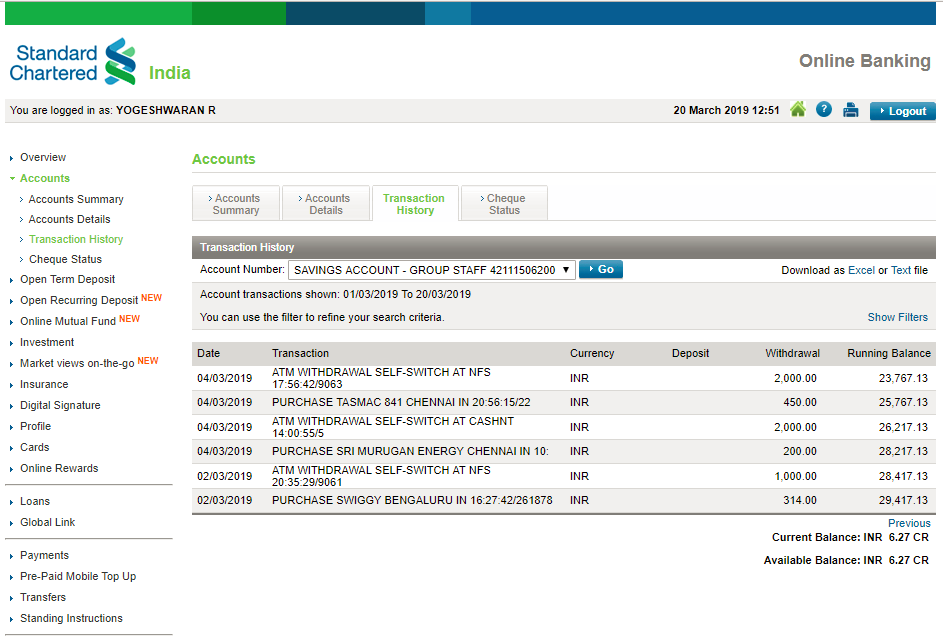 Standard
Chartered
India
Online Banking
You are logged in as: YOGESHWARAN R
20 March 2019 12:51
?
Logout
Overview
Accounts
Accounts Summary
Accounts Details
Transaction History
Cheque Status
Open Term Deposit
Open Recurring Deposit NEW
Online Mutual Fund NEW
Investment
Market views on-the-go NEW
Insurance
Digital Signature
Profile
Cards
Online Rewards
Loans
Global Link
Payments
Pre-Paid Mobile Top Up
Transfers
Standing Instructions
Accounts
Accounts
Summary
Accounts
Details
Transaction
History
Cheque
Status
Transaction History
Account Number: SAVINGS ACCOUNT - GROUP STAFF 42111506200 Go Download as Excel or Text file
Account transactions shown: 01/03/2019 To 20/03/2019
You can use the filter to refine your search criteria. Show Filters
Date Transaction Currency Deposit Withdrawal Running Balance
04/03/2019 ATM WITHDRAWAL SELF-SWITCH AT NFS
17:56:42/9063 INR 2,000.00 23,767.13
04/03/2019 PURCHASE TASMAC 841 CHENNAI IN 20:56:15/22 INR 450.00 25,767.13
04/03/2019 ATM WITHDRAWAL SELF-SWITCH AT CASHNT
14:00:55/5 INR 2,000.00 26,217.13
04/03/2019 PURCHASE SRI MURUGAN ENERGY CHENNAI IN 10: INR 200.00 28,217.13
02/03/2019 ATM WITHDRAWAL SELF-SWITCH AT NFS
20:35:29/9061 INR 1,000.00 28,417.13
02/03/2019 PURCHASE SWIGGY BENGALURU IN 16:27:42/261878 INR 314.00 29,417.13
Previous
Current Balance: INR 6.27 CR
Available Balance: INR 6.27 CR